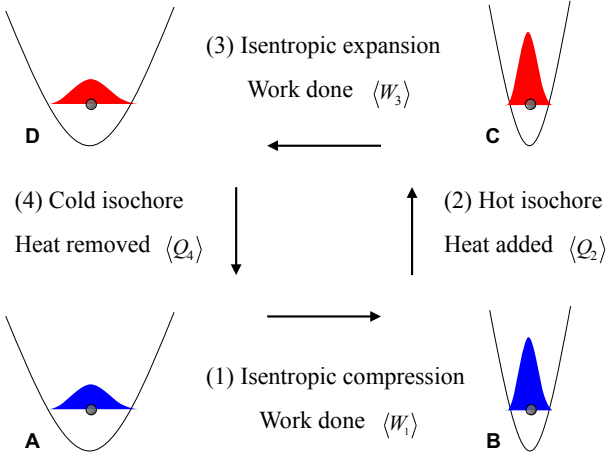 (3) Isentropic expansion
Work done ⟨W₃⟩
D
C
(4) Cold isochore
Heat removed ⟨Q₄⟩
(2) Hot isochore
Heat added ⟨Q₂⟩
(1) Isentropic compression
Work done ⟨W₁⟩
A
B